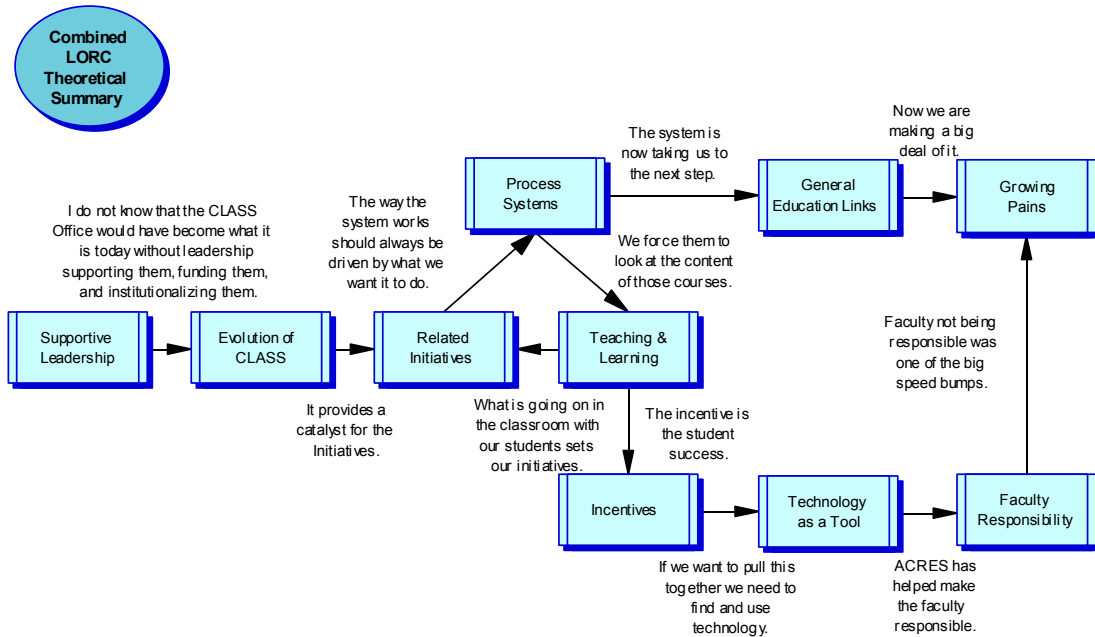 Combined
LORC
Theoretical
Summary
The system is
now taking us to
the next step.
Now we are
making a big
deal of it.
Process
Systems
General
Education Links
Growing
Pains
I do not know that the CLASS
Office would have become what it
is today without leadership
supporting them, funding them,
and institutionalizing them.
The way the
system works
should always be
driven by what we
want it to do.
We force them to
look at the content
of those courses.
Supportive
Leadership
Evolution of
CLASS
Related
Initiatives
Teaching &
Learning
Faculty not being
responsible was
one of the big
speed bumps.
It provides a
catalyst for the
Initiatives.
What is going on in
the classroom with
our students sets
our initiatives.
The incentive is
the student
success.
Incentives
Technology
as a Tool
Faculty
Responsibility
If we want to pull this
together we need to
find and use
technology.
ACRES has
helped make
the faculty
responsible.